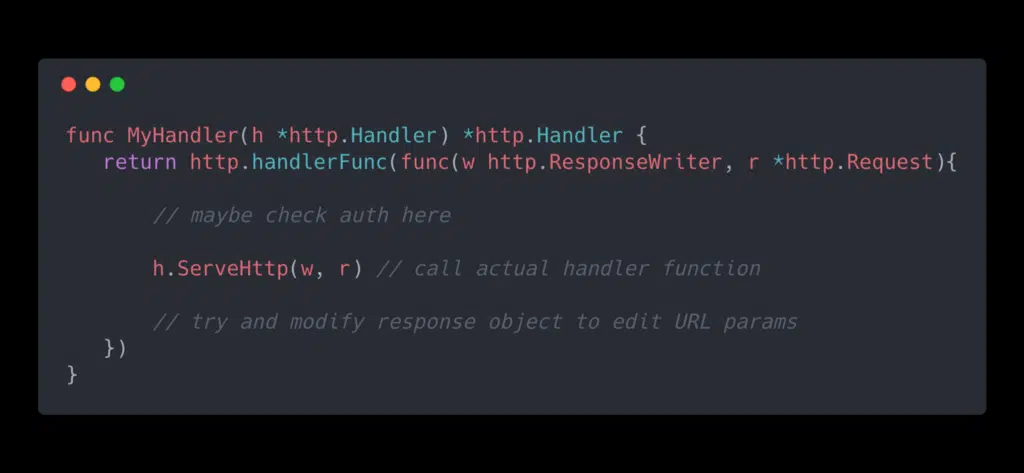 func MyHandler(h *http.Handler) *http.Handler {
return http.handlerFunc(func(w http.ResponseWriter, r *http.Request){
// maybe check auth here
h.ServeHttp(w, r) // call actual handler function
// try and modify response object to edit URL params
})
}